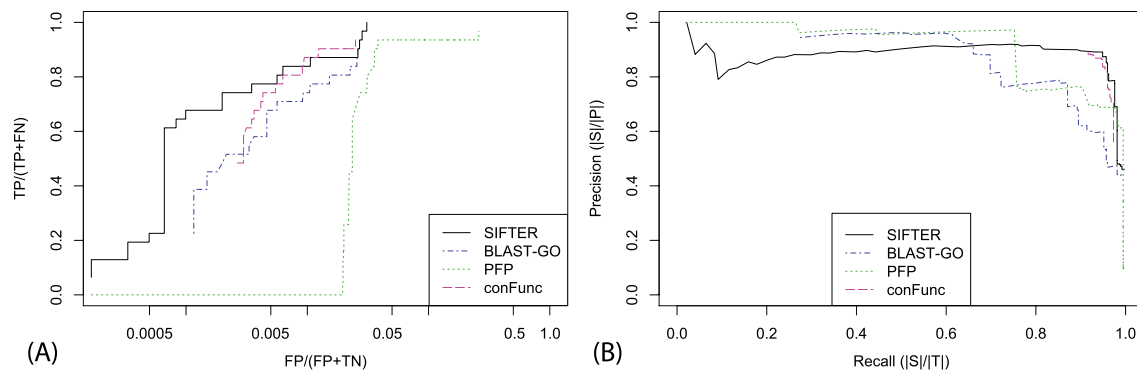 1.0
0.8
0.6
0.4
0.2
0.0
TP/(TP+FN)
SIFTER
BLAST-GO
PFP
conFunc
0.0005
0.005
0.05
0.5
1.0
FP/(FP+TN)
(A)
1.0
0.8
0.6
0.4
0.2
0.0
Precision (|S|/|P|)
SIFTER
BLAST-GO
PFP
conFunc
0.0
0.2
0.4
0.6
0.8
1.0
Recall (|S|/|T|)
(B)